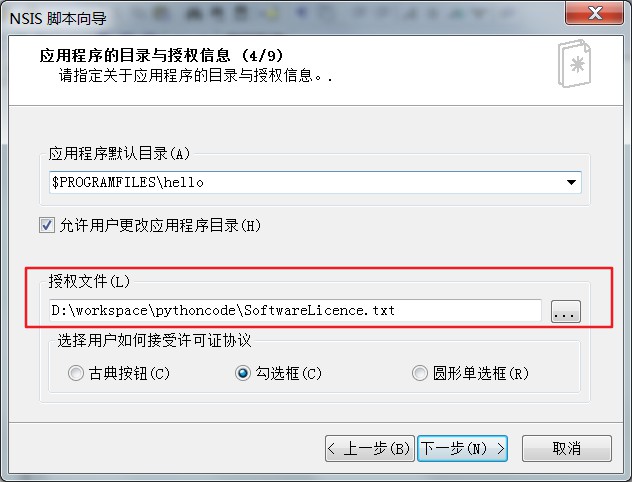 NSIS 脚本向导
应用程序的目录与授权信息 (4/9)
请指定关于应用程序的目录与授权信息。.
应用程序默认目录(A)
$PROGRAMFILES\hello
允许用户更改应用程序目录(H)
授权文件(L)
D:\workspace\pythoncode\SoftwareLicence.txt
...
选择用户如何接受许可证协议
古典按钮(C)
勾选框(C)
圆形单选框(R)
< 上一步(B)
下一步(N) >
取消